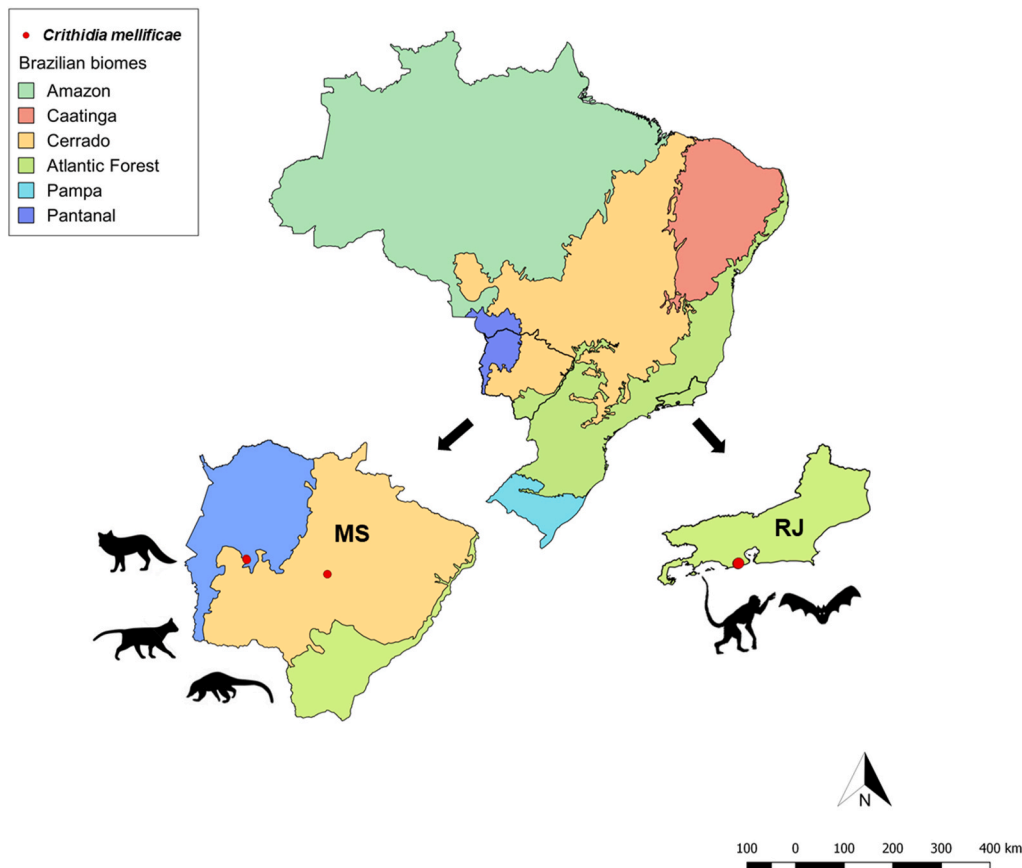 Crithidia mellificae
Brazilian biomes
Amazon
Caatinga
Cerrado
Atlantic Forest
Pampa
Pantanal
MS
RJ
N
100 0 100 200 300 400 km